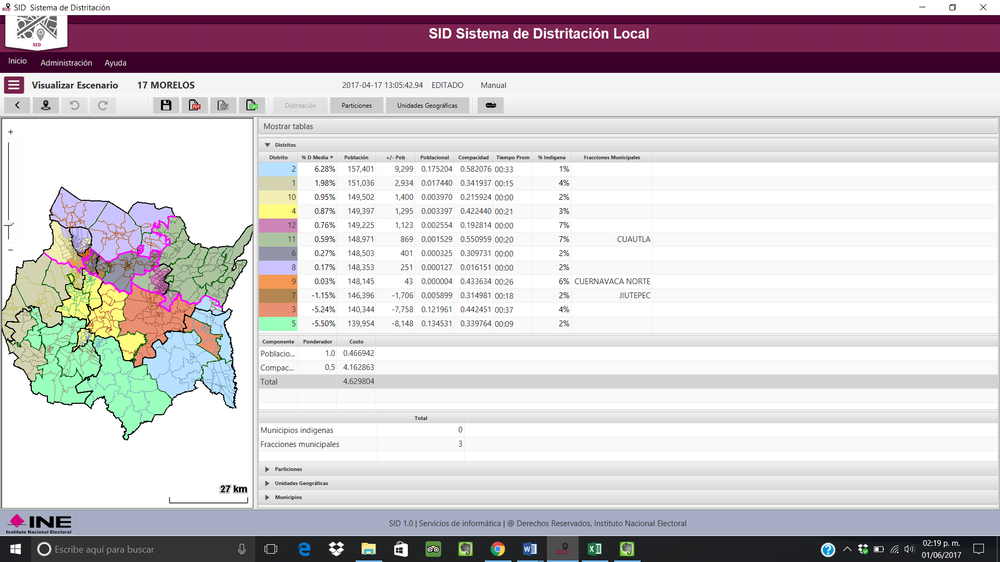 SID Sistema de Distritación
SID
SID Sistema de Distritación Local
Inicio Administración Ayuda
Visualizar Escenario 17 MORELOS 2017-04-17 13:05:42.94 EDITADO Manual
PDF ZIP CSV Distritación Particiones Unidades Geográficas
Mostrar tablas
Distritos
Distrito % D Media Población +/- Pob Poblacional Compacidad Tiempo Prom % Indigena Fracciones Municipales
2 6.28% 157,401 9,299 0.175204 0.582076 00:33 1%
1 1.98% 151,036 2,934 0.017440 0.341937 00:15 4%
10 0.95% 149,502 1,400 0.003970 0.215924 00:00 2%
4 0.87% 149,397 1,295 0.003397 0.422440 00:21 3%
12 0.76% 149,225 1,123 0.002554 0.192814 00:00 7%
11 0.59% 148,971 869 0.001529 0.550959 00:20 7% CUAUTLA
6 0.27% 148,503 401 0.000325 0.309731 00:00 2%
8 0.17% 148,353 251 0.000127 0.016151 00:00 2%
9 0.03% 148,145 43 0.000004 0.433634 00:26 6% CUERNAVACA NORTE
7 -1.15% 146,396 -1,706 0.005899 0.314981 00:18 2% JIUTEPEC
3 -5.24% 140,344 -7,758 0.121961 0.442451 00:37 4%
5 -5.50% 139,954 -8,148 0.134531 0.339764 00:09 2%
Componente Ponderador Costo
Poblacio... 1.0 0.466942
Compac... 0.5 4.162863
Total 4.629804
Total
Municipios indigenas 0
Fracciones municipales 3
Particiones
Unidades Geográficas
Municipios
27 km
INE
Instituto Nacional Electoral
SID 1.0 | Servicios de informática | @ Derechos Reservados, Instituto Nacional Electoral
Escribe aquí para buscar
02:19 p. m.
01/06/2017